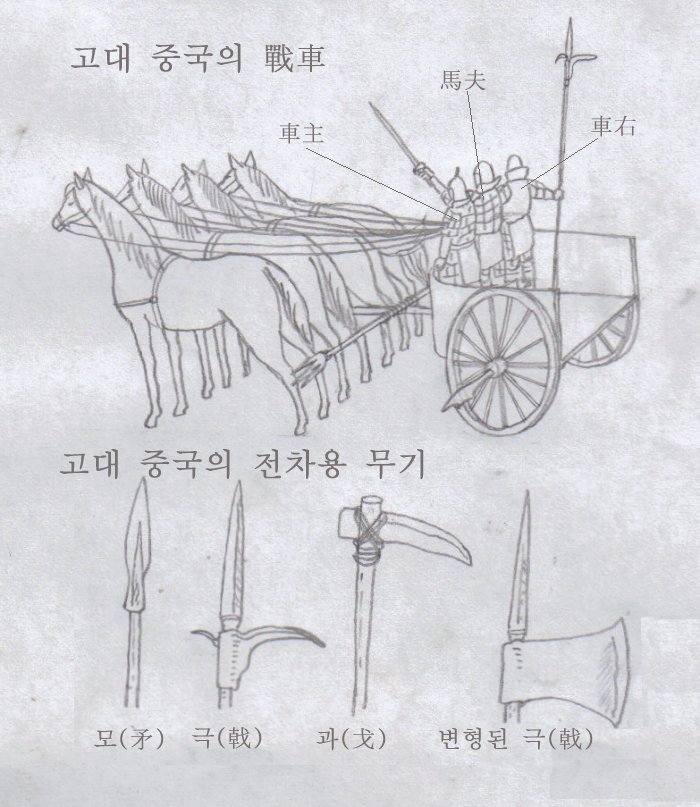 고대 중국의 戰車
馬夫
車主
車右
고대 중국의 전차용 무기
모(矛) 극(戟) 과(戈) 변형된 극(戟)